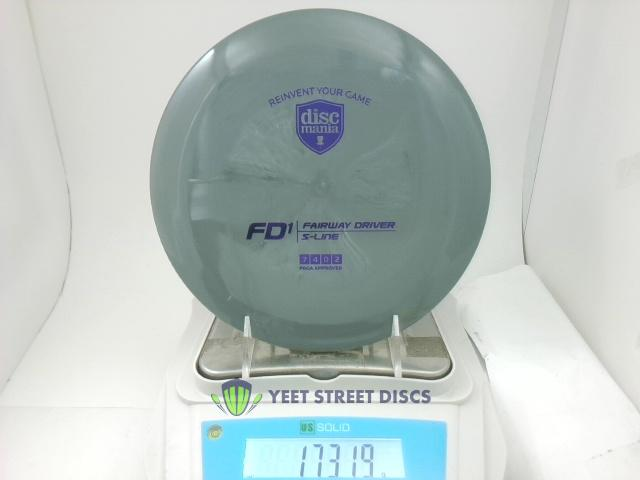 REINVENT YOUR GAME
disc
mania
FD1 FAIRWAY DRIVER
S-LINE
7 4 0 2
PDGA APPROVED
YEET STREET DISCS
US SOLID
173.19
g